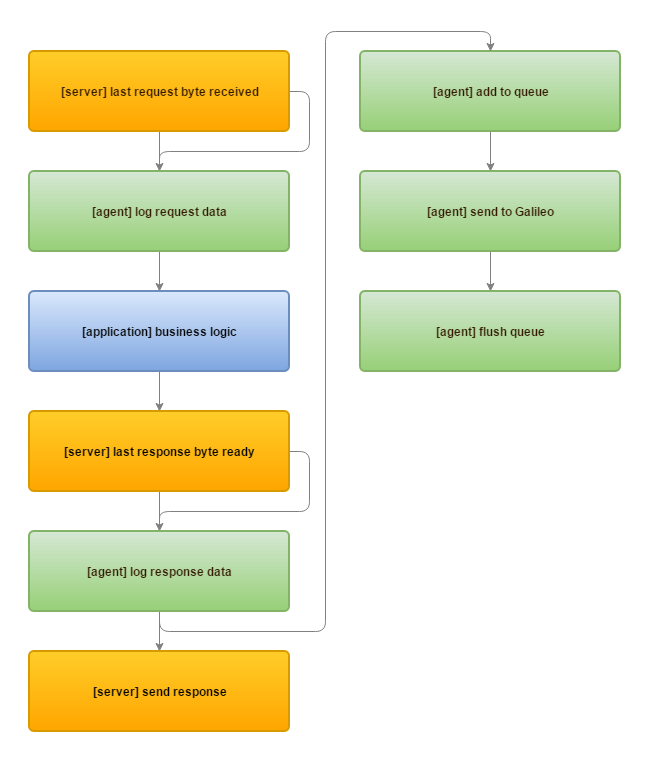 [server] last request byte received
[agent] log request data
[application] business logic
[server] last response byte ready
[agent] log response data
[server] send response
[agent] add to queue
[agent] send to Galileo
[agent] flush queue